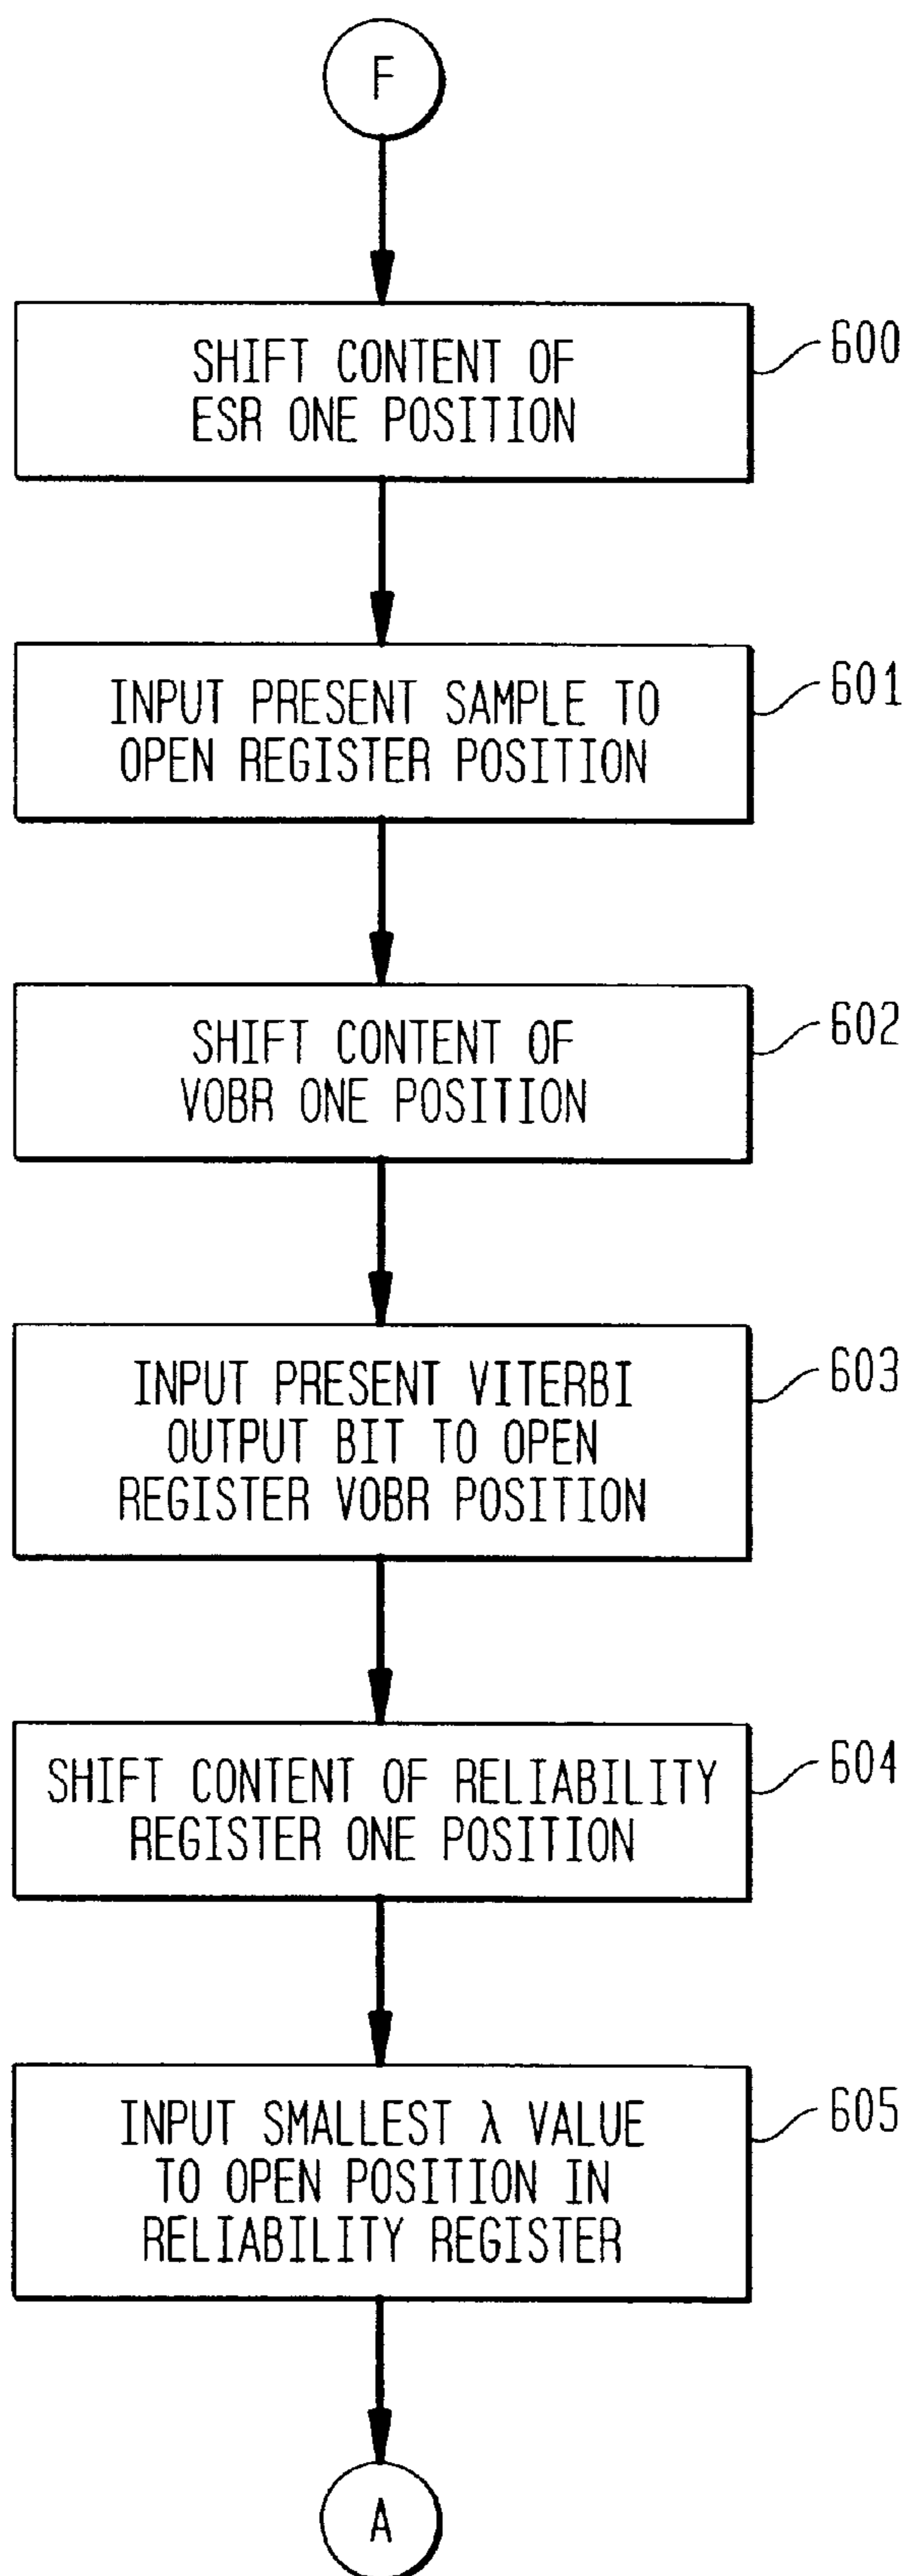 F
SHIFT CONTENT OF
ESR ONE POSITION
600
INPUT PRESENT SAMPLE TO
OPEN REGISTER POSITION
601
SHIFT CONTENT OF
VOBR ONE POSITION
602
INPUT PRESENT VITERBI
OUTPUT BIT TO OPEN
REGISTER VOBR POSITION
603
SHIFT CONTENT OF RELIABILITY
REGISTER ONE POSITION
604
INPUT SMALLEST λ VALUE
TO OPEN POSITION IN
RELIABILITY REGISTER
605
A